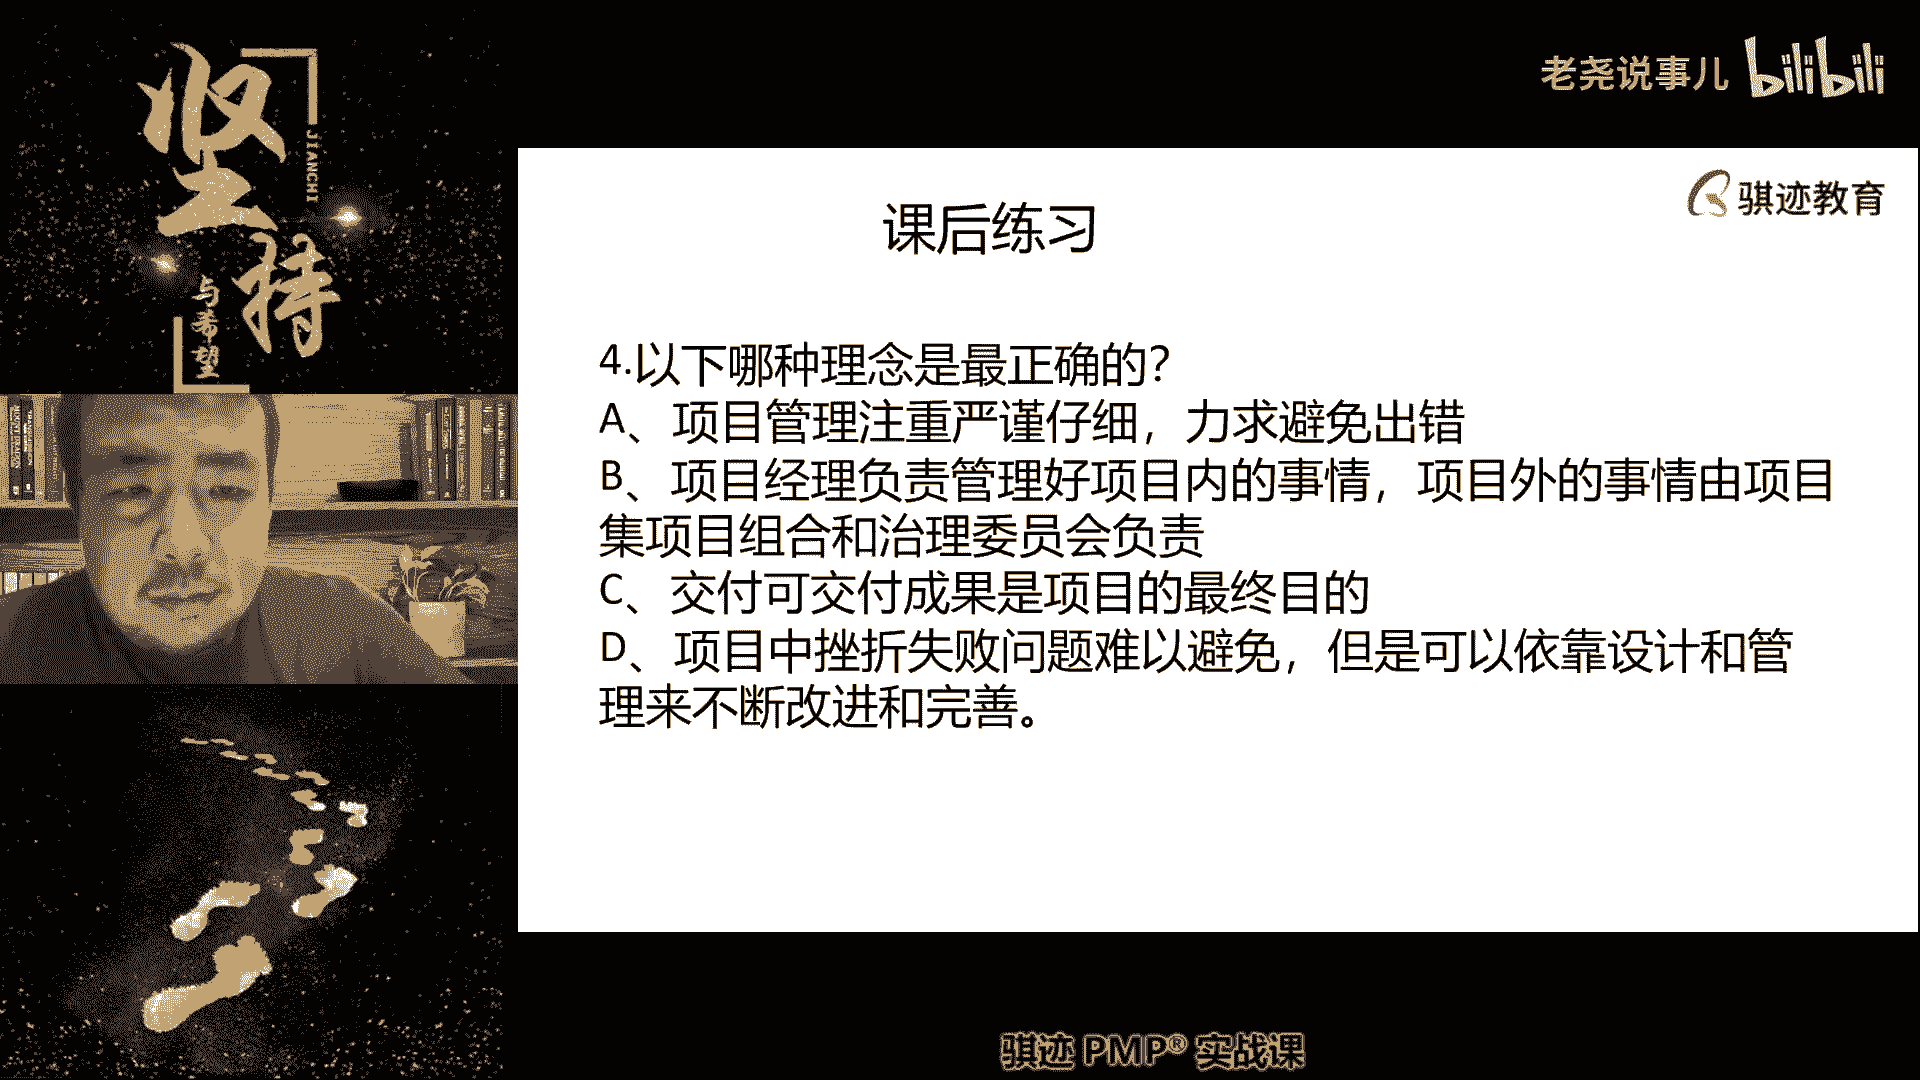 坚持
JIANCHI
与希望
老尧说事儿 bilibili
骐迹教育
课后练习
4.以下哪种理念是最正确的?
A、项目管理注重严谨仔细，力求避免出错
B、项目经理负责管理好项目内的事情，项目外的事情由项目
集项目组合和治理委员会负责
C、交付可交付成果是项目的最终目的
D、项目中挫折失败问题难以避免，但是可以依靠设计和管
理来不断改进和完善。
骐迹 PMP® 实战课